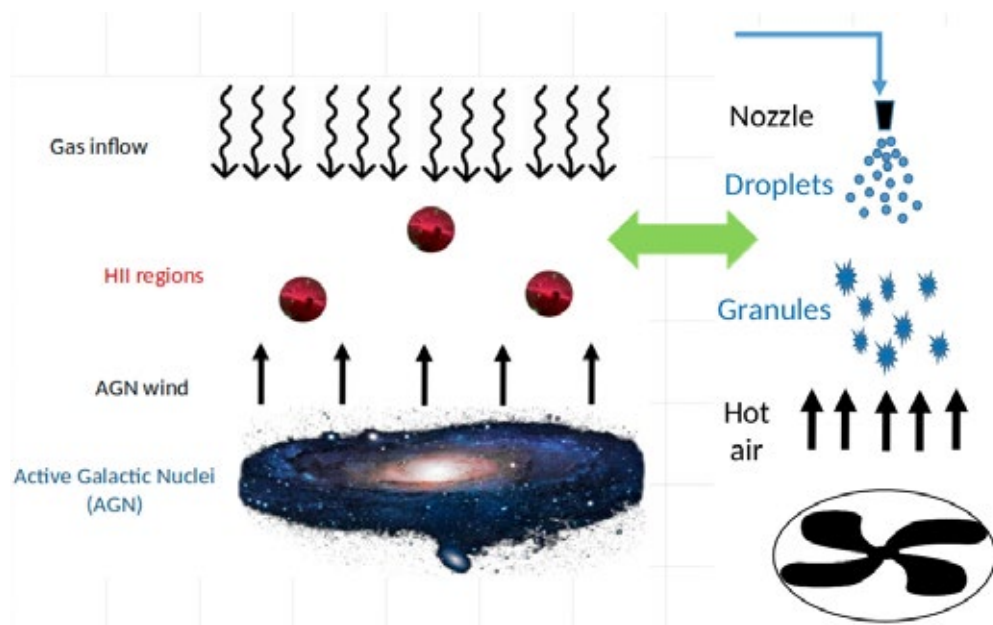 Gas inflow
HII regions
AGN wind
Active Galactic Nuclei
(AGN)
Nozzle
Droplets
Granules
Hot
air